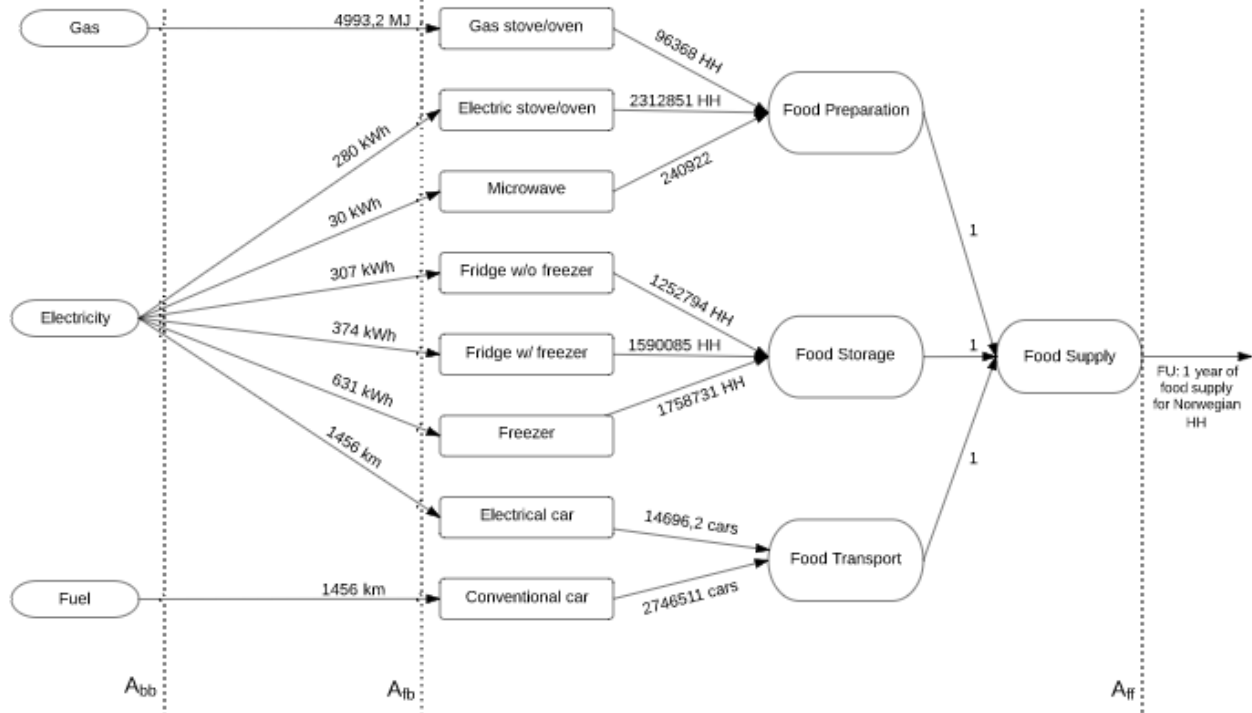 Gas
4993,2 MJ
Gas stove/oven
96368 HH
Electric stove/oven
2312851 HH
Food Preparation
280 kWh
Microwave
240922
30 kWh
1
307 kWh
Fridge w/o freezer
1252794 HH
Electricity
374 kWh
Fridge w/ freezer
1590085 HH
Food Storage
1
Food Supply
FU: 1 year of
food supply
for Norwegian
HH
631 kWh
1758731 HH
Freezer
1456 km
1
Electrical car
14696,2 cars
Food Transport
Fuel
1456 km
Conventional car
2746511 cars
Abb
Afb
Aff